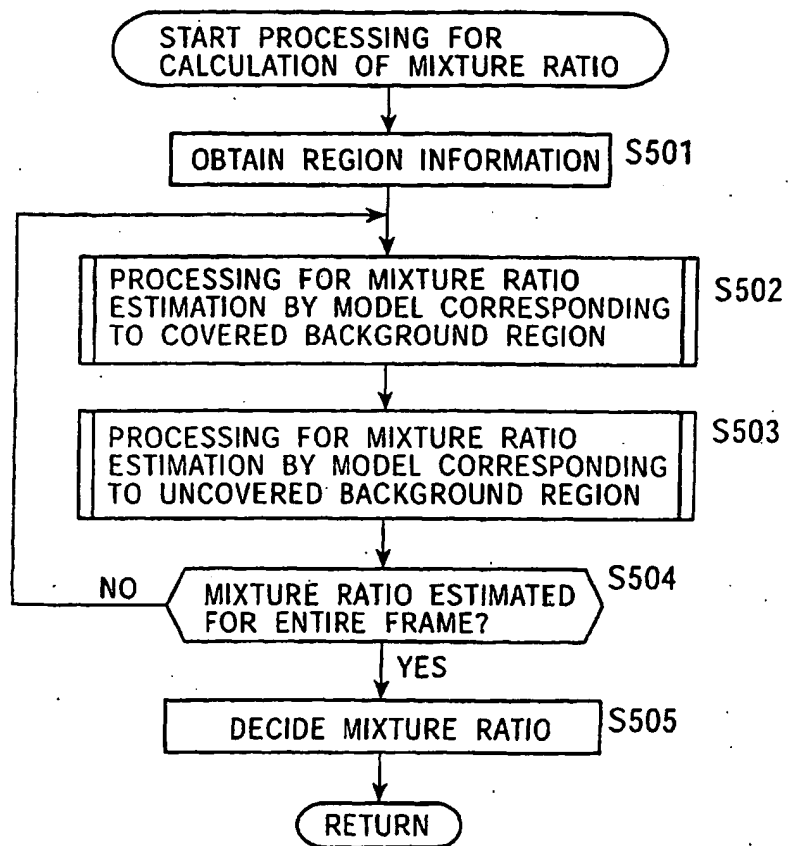 START PROCESSING FOR
CALCULATION OF MIXTURE RATIO
OBTAIN REGION INFORMATION
S501
PROCESSING FOR MIXTURE RATIO
ESTIMATION BY MODEL CORRESPONDING
TO COVERED BACKGROUND REGION
S502
PROCESSING FOR MIXTURE RATIO
ESTIMATION BY MODEL CORRESPONDING
TO UNCOVERED BACKGROUND REGION
S503
NO
MIXTURE RATIO ESTIMATED
FOR ENTIRE FRAME?
S504
YES
DECIDE MIXTURE RATIO
S505
RETURN